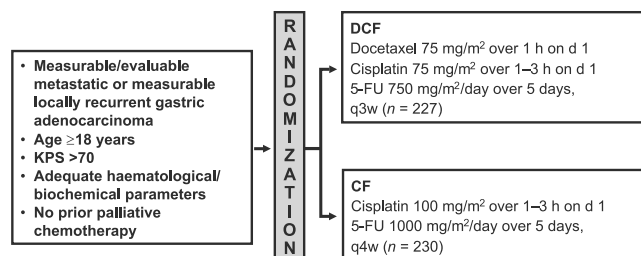 • Measurable/evaluable
metastatic or measurable
locally recurrent gastric
adenocarcinoma
• Age ≥18 years
• KPS >70
• Adequate haematological/
biochemical parameters
• No prior palliative
chemotherapy
RANDOMIZATION
DCF
Docetaxel 75 mg/m² over 1 h on d 1
Cisplatin 75 mg/m² over 1–3 h on d 1
5-FU 750 mg/m²/day over 5 days,
q3w (n = 227)
CF
Cisplatin 100 mg/m² over 1–3 h on d 1
5-FU 1000 mg/m²/day over 5 days,
q4w (n = 230)